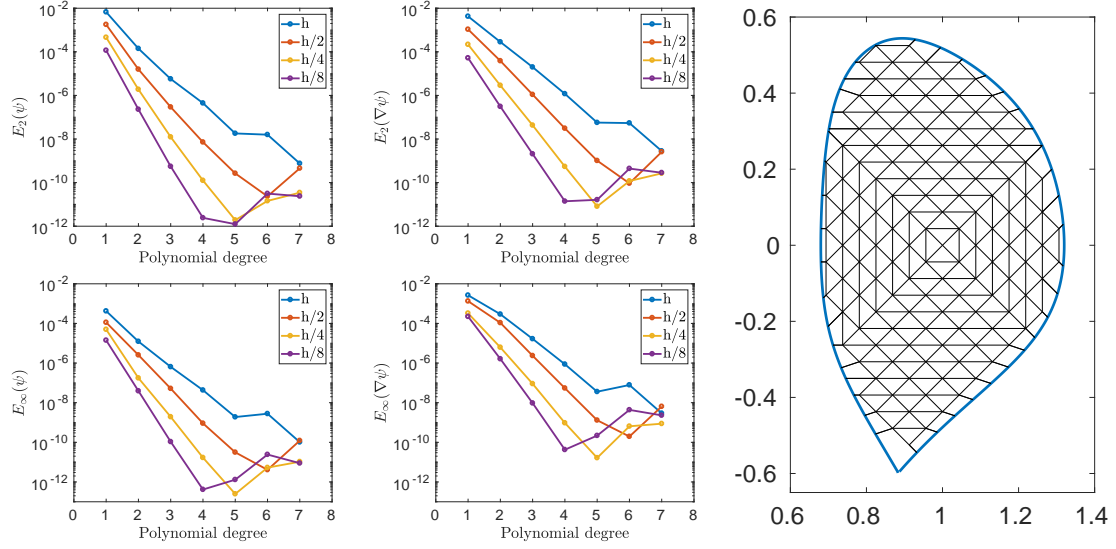 10^-2
10^-4
10^-6
10^-8
10^-10
10^-12
E_2(ψ)
0 1 2 3 4 5 6 7 8
Polynomial degree
h
h/2
h/4
h/8
10^-2
10^-4
10^-6
10^-8
10^-10
10^-12
E_2(∇ψ)
0 1 2 3 4 5 6 7 8
Polynomial degree
h
h/2
h/4
h/8
10^-2
10^-4
10^-6
10^-8
10^-10
10^-12
E_∞(ψ)
0 1 2 3 4 5 6 7 8
Polynomial degree
h
h/2
h/4
h/8
10^-2
10^-4
10^-6
10^-8
10^-10
10^-12
E_∞(∇ψ)
0 1 2 3 4 5 6 7 8
Polynomial degree
h
h/2
h/4
h/8
0.6
0.4
0.2
0
-0.2
-0.4
-0.6
0.6 0.8 1 1.2 1.4